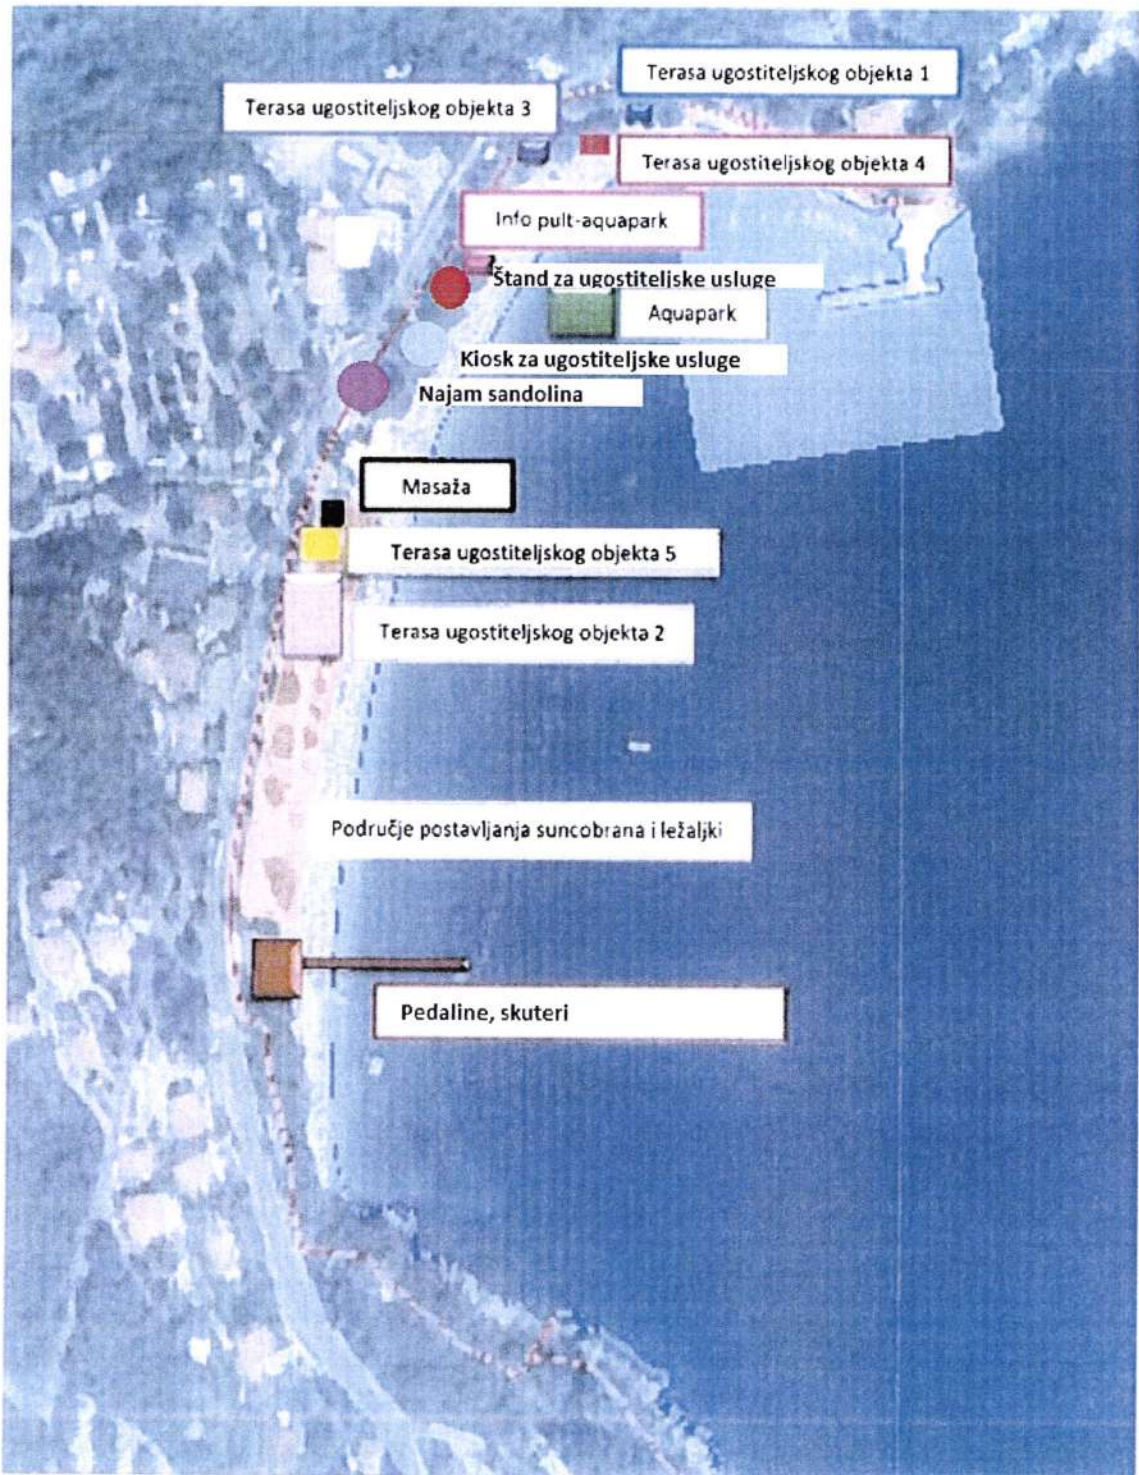 Terasa ugostiteljskog objekta 1
Terasa ugostiteljskog objekta 3
Terasa ugostiteljskog objekta 4
Info pult-aquapark
Štand za ugostiteljske usluge
Aquapark
Kiosk za ugostiteljske usluge
Najam sandolina
Masaža
Terasa ugostiteljskog objekta 5
Terasa ugostiteljskog objekta 2
Područje postavljanja suncobrana i ležaljki
Pedaline, skuteri